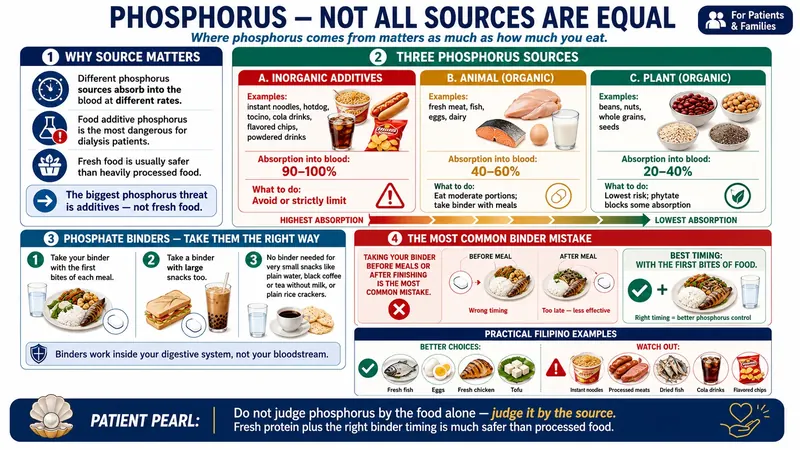 PHOSPHORUS — NOT ALL SOURCES ARE EQUAL
Where phosphorus comes from matters as much as how much you eat.
For Patients
& Families
1 WHY SOURCE MATTERS
Different phosphorus
sources absorb into the
blood at different rates.
Food additive phosphorus
is the most dangerous for
dialysis patients.
Fresh food is usually safer
than heavily processed food.
The biggest phosphorus threat
is additives — not fresh food.
2 THREE PHOSPHORUS SOURCES
A. INORGANIC ADDITIVES
Examples:
instant noodles, hotdog,
tocino, cola drinks,
flavored chips,
powdered drinks
Absorption into blood:
90–100%
What to do:
Avoid or strictly limit
B. ANIMAL (ORGANIC)
Examples:
fresh meat, fish,
eggs, dairy
Absorption into blood:
40–60%
What to do:
Eat moderate portions;
take binder with meals
C. PLANT (ORGANIC)
Examples:
beans, nuts,
whole grains,
seeds
Absorption into blood:
20–40%
What to do:
Lowest risk; phytate
blocks some absorption
HIGHEST ABSORPTION
LOWEST ABSORPTION
3 PHOSPHATE BINDERS — TAKE THEM THE RIGHT WAY
1 Take your binder
with the first
bites of each meal.
2 Take a binder
with large
snacks too.
3 No binder needed for
very small snacks like
plain water, black coffee
or tea without milk, or
plain rice crackers.
Binders work inside your digestive system, not your bloodstream.
4 THE MOST COMMON BINDER MISTAKE
TAKING YOUR BINDER
BEFORE MEALS OR
AFTER FINISHING
IS THE MOST
COMMON MISTAKE.
BEFORE MEAL
Wrong timing
AFTER MEAL
Too late — less effective
BEST TIMING:
WITH THE FIRST BITES OF FOOD.
Right timing = better phosphorus control
PRACTICAL FILIPINO EXAMPLES
BETTER CHOICES:
Fresh fish
Eggs
Fresh chicken
Tofu
WATCH OUT:
Instant noodles
Processed meats
Dried fish
Cola drinks
Flavored chips
PATIENT PEARL:
Do not judge phosphorus by the food alone — judge it by the source.
Fresh protein plus the right binder timing is much safer than processed food.